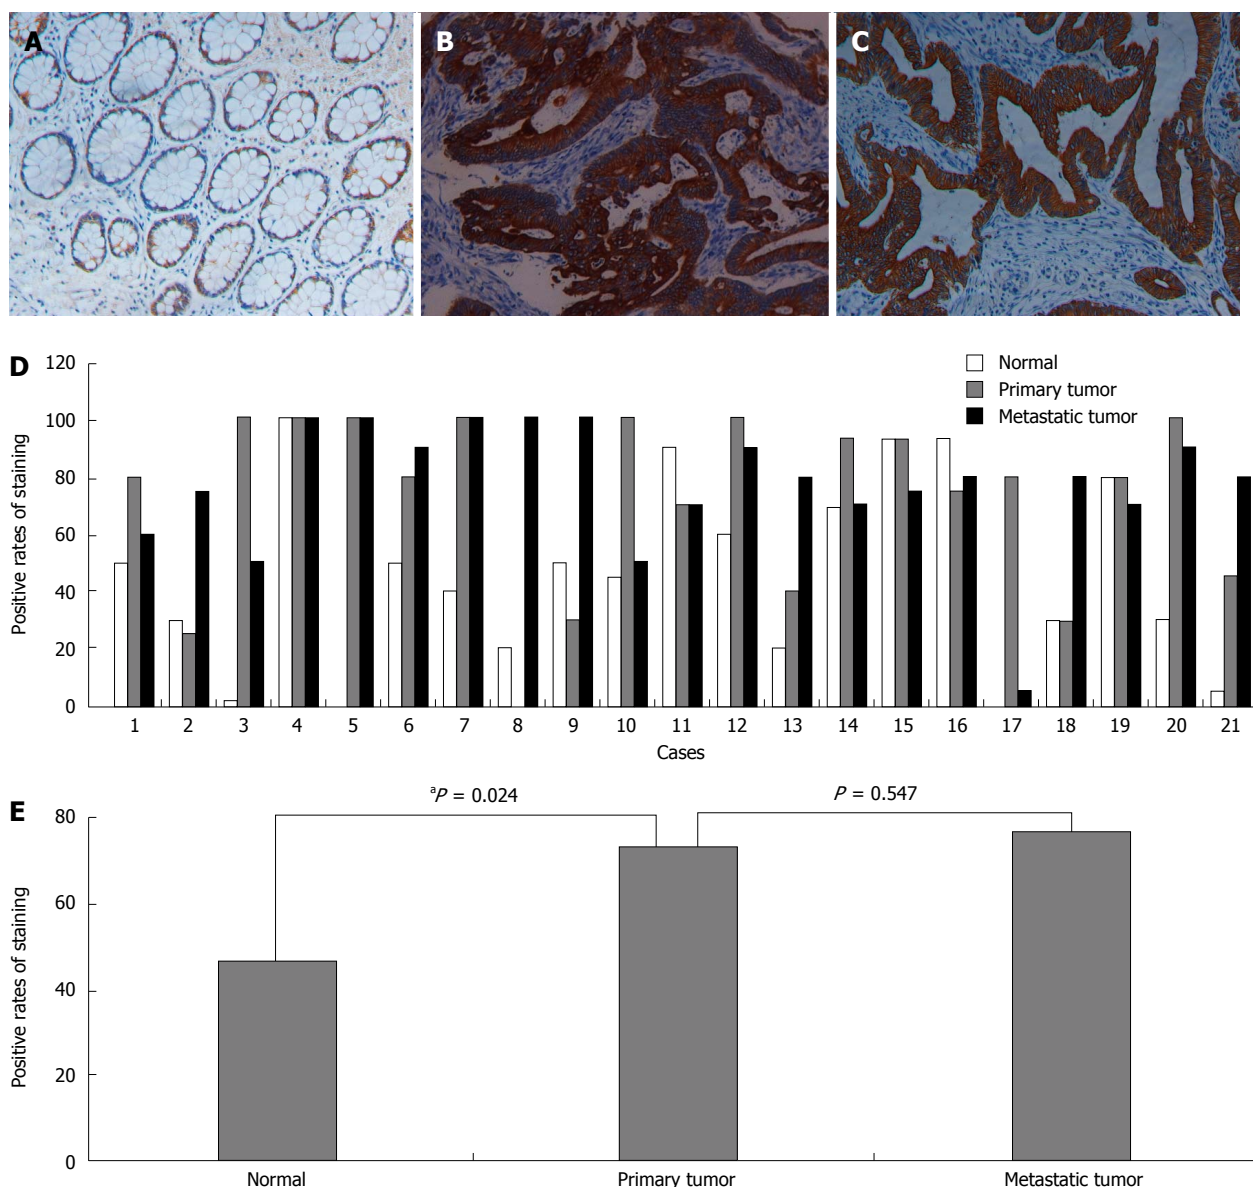 A
B
C
D
120
100
80
60
40
20
0
Positive rates of staining
Normal
Primary tumor
Metastatic tumor
1 2 3 4 5 6 7 8 9 10 11 12 13 14 15 16 17 18 19 20 21
Cases
E
80
60
40
20
0
Positive rates of staining
ᵃP = 0.024
P = 0.547
Normal Primary tumor Metastatic tumor